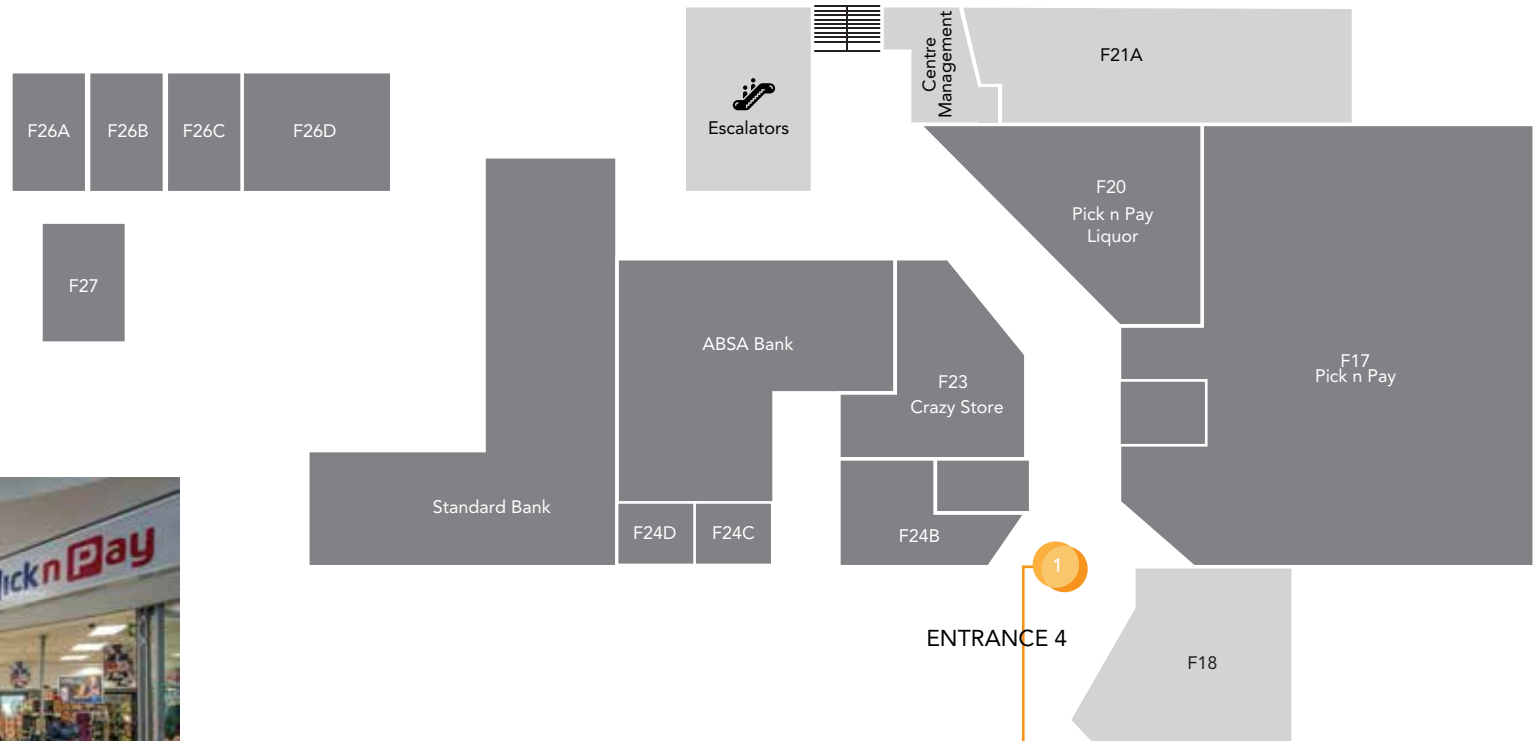 Centre
Management
F21A
Escalators
F26A
F26B
F26C
F26D
F20
Pick n Pay
Liquor
F27
ABSA Bank
F17
Pick n Pay
F23
Crazy Store
Standard Bank
F24D
F24C
F24B
1
ick n Pay
ENTRANCE 4
F18